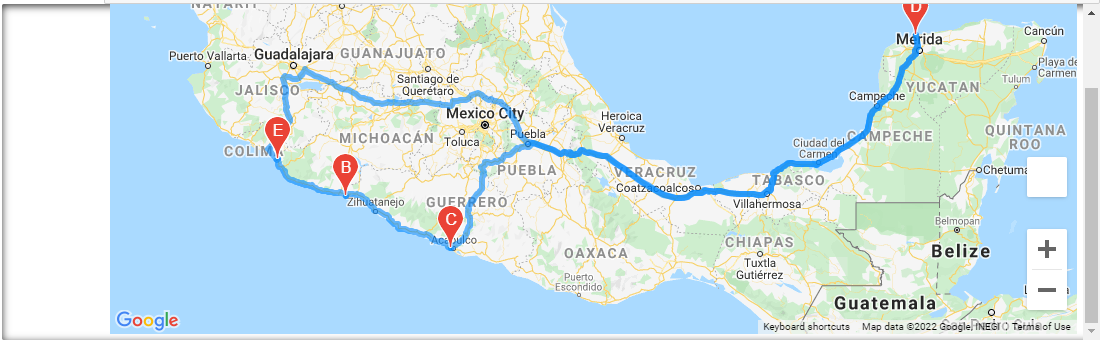 NAYARIT
D
Mérida
Cancún
Puerto Vallarta
Guadalajara
GUANAJUATO
Santiago de
Querétaro
Playa del
Carmen
Tulum
YUCATAN
JALISCO
Campeche
Mexico City
Heroica
Veracruz
E
MICHOACÁN
Toluca
Puebla
CAMPECHE
QUINTANA
ROO
COLIMA
Ciudad del
Carmen
B
PUEBLA
VERACRUZ
TABASCO
Chetumal
Coatzacoalcos
Zihuatanejo
GUERRERO
Villahermosa
C
Acapulco
Belmopan
OAXACA
CHIAPAS
Belize
Tuxtla
Gutiérrez
Puerto
Escondido
Guatemala
Google
Keyboard shortcuts
Map data ©2022 Google, INEGI
Terms of Use